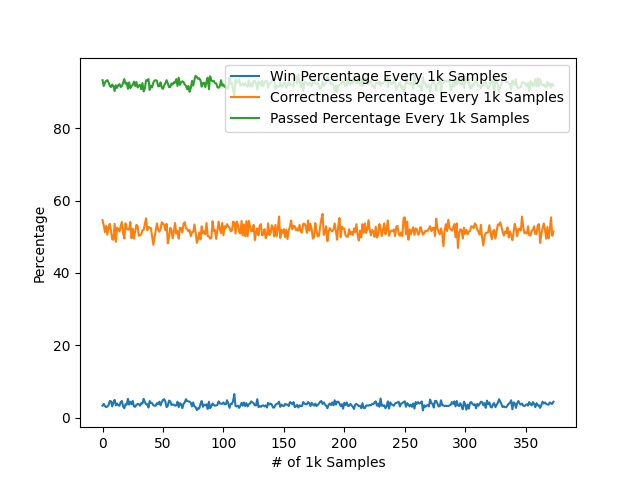 Win Percentage Every 1k Samples
Correctness Percentage Every 1k Samples
Passed Percentage Every 1k Samples
Percentage
80
60
40
20
0
0 50 100 150 200 250 300 350
# of 1k Samples